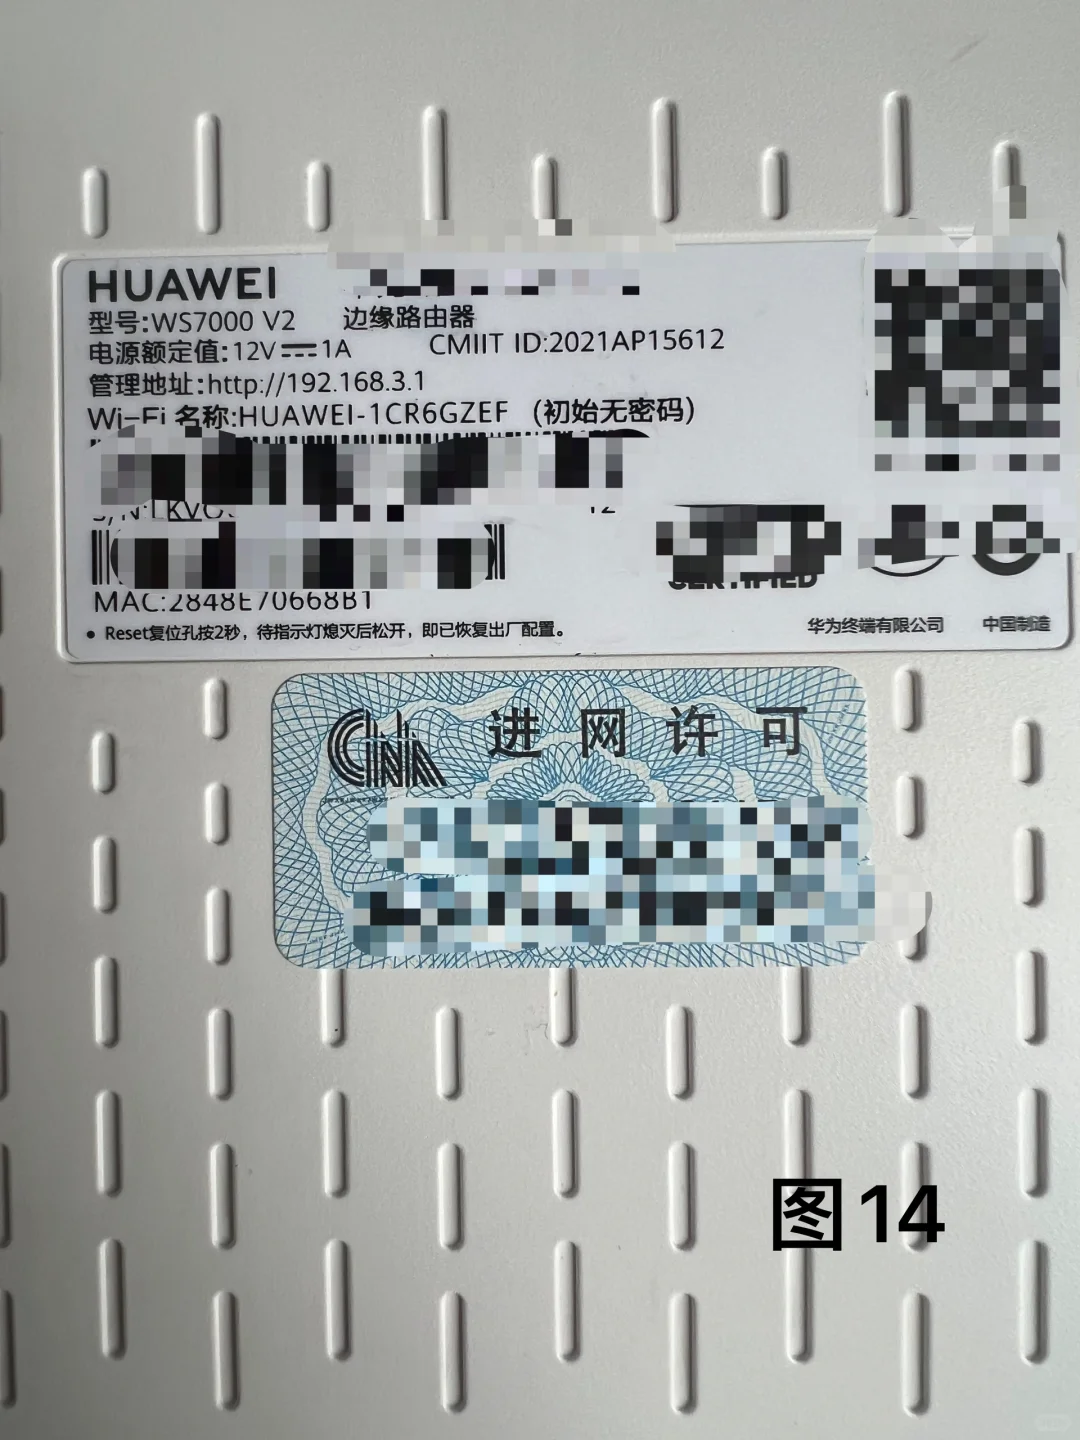 HUAWEI
型号:WS7000 V2 边缘路由器
电源额定值:12V⎓1A CMIIT ID:2021AP15612
管理地址:http://192.168.3.1
Wi-Fi 名称:HUAWEI-1CR6GZEF (初始无密码)
CERTIFIED
MAC:2848E70668B1
• Reset复位孔按2秒，待指示灯熄灭后松开，即已恢复出厂配置。
华为终端有限公司 中国制造
CNA 进网许可
图14